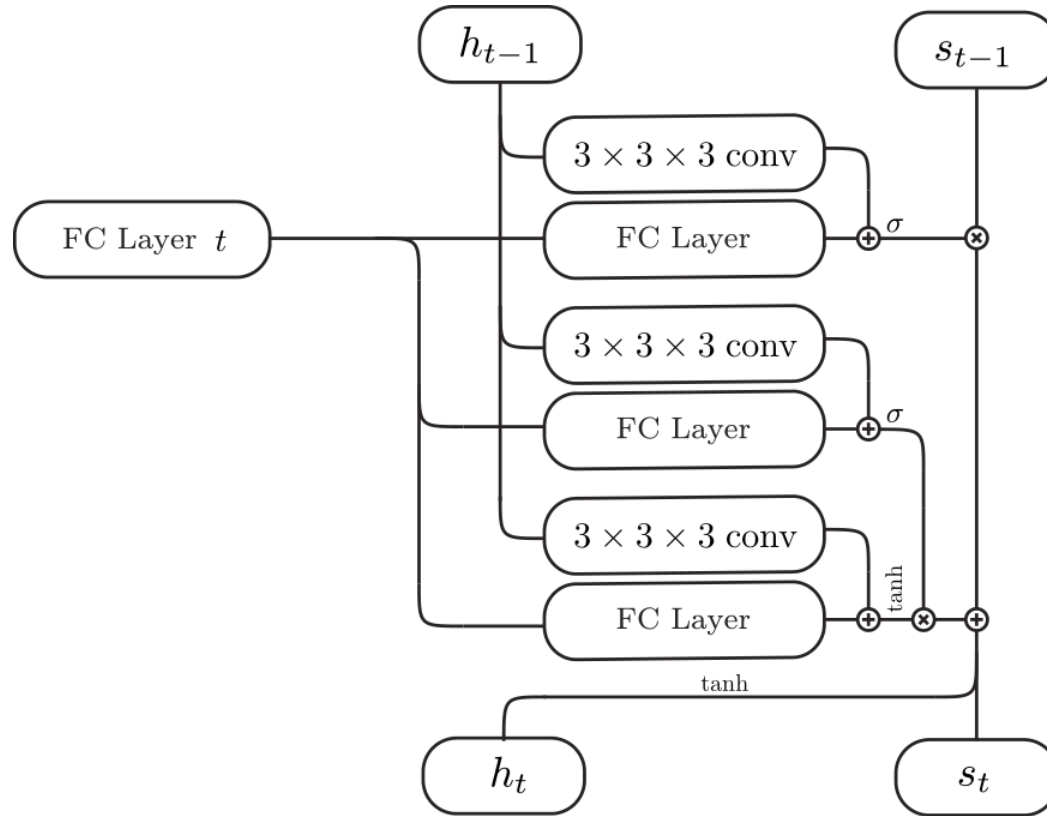 h_{t-1}
s_{t-1}
3 × 3 × 3 conv
FC Layer t
FC Layer
σ
3 × 3 × 3 conv
FC Layer
σ
3 × 3 × 3 conv
tanh
FC Layer
tanh
h_t
s_t